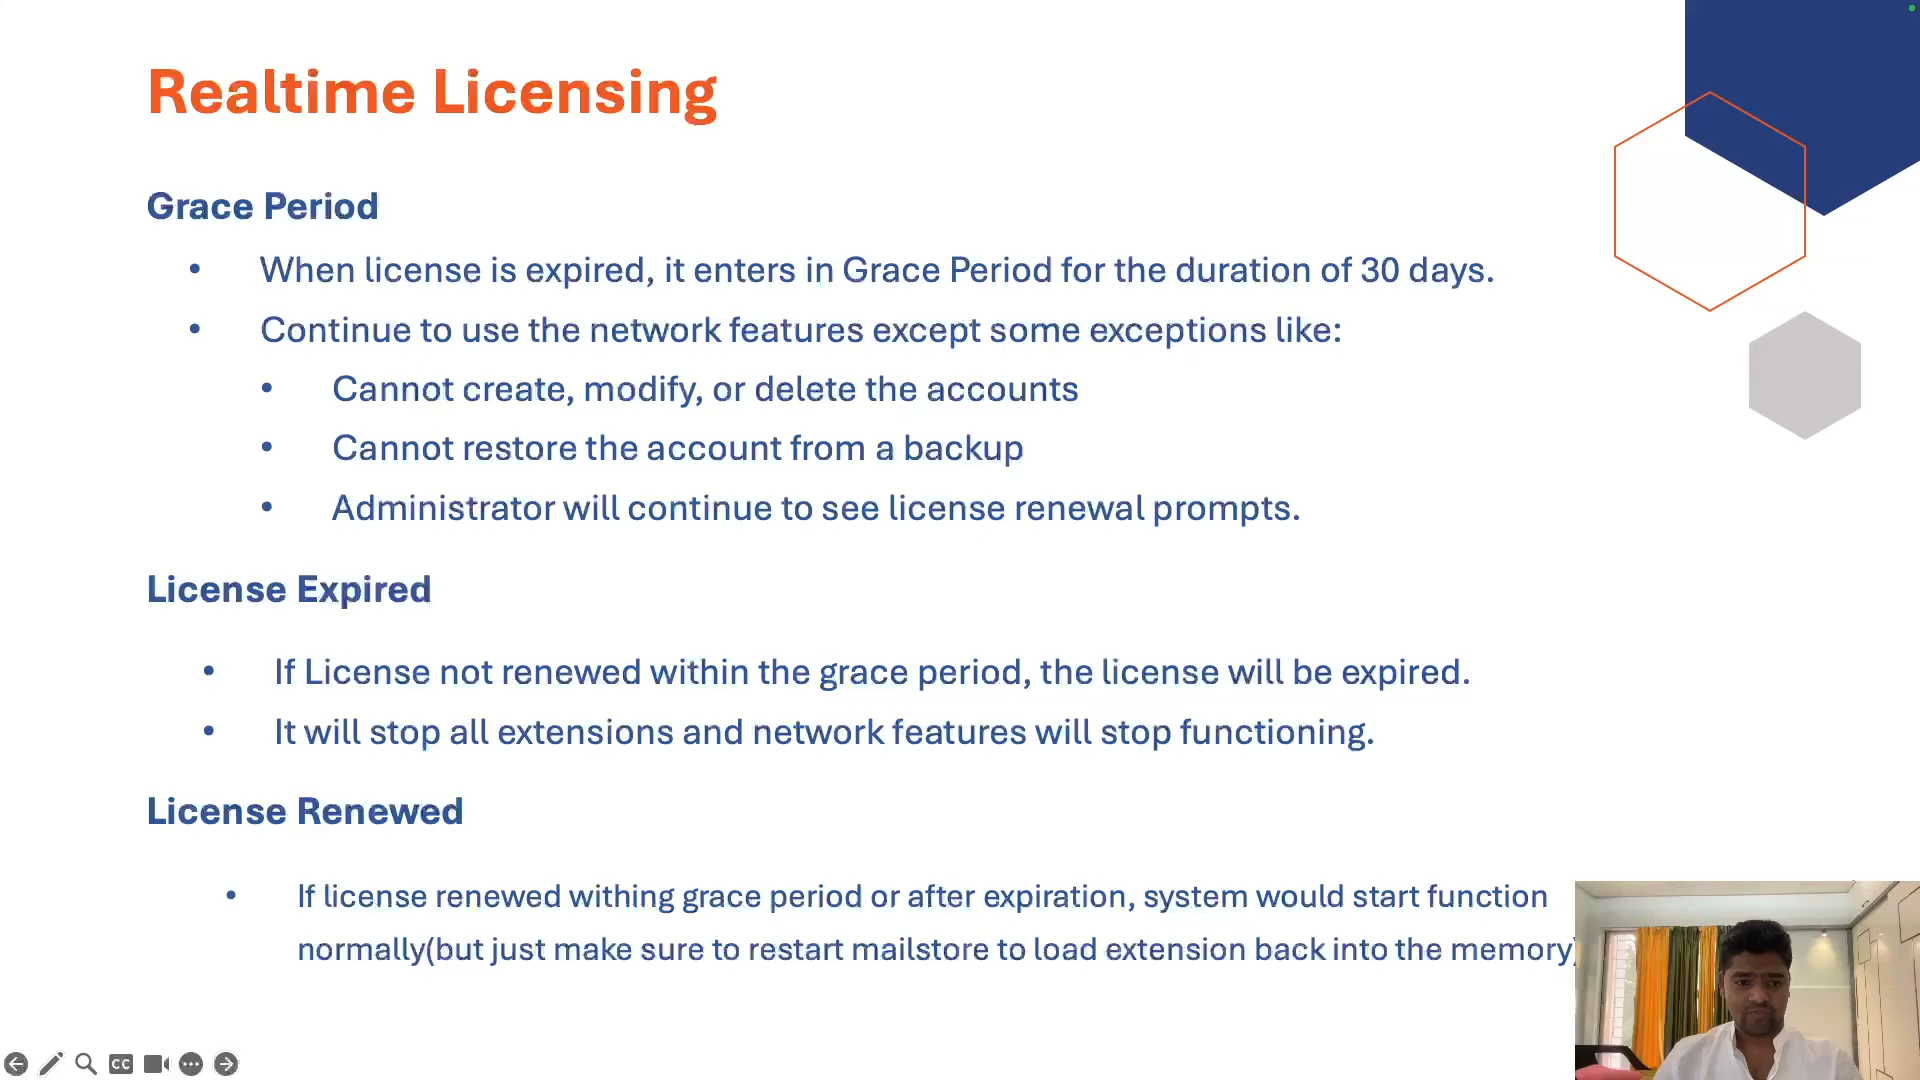 Realtime Licensing
Grace Period
• When license is expired, it enters in Grace Period for the duration of 30 days.
• Continue to use the network features except some exceptions like:
• Cannot create, modify, or delete the accounts
• Cannot restore the account from a backup
• Administrator will continue to see license renewal prompts.
License Expired
• If License not renewed within the grace period, the license will be expired.
• It will stop all extensions and network features will stop functioning.
License Renewed
• If license renewed withing grace period or after expiration, system would start function
normally(but just make sure to restart mailstore to load extension back into the memory)
CC